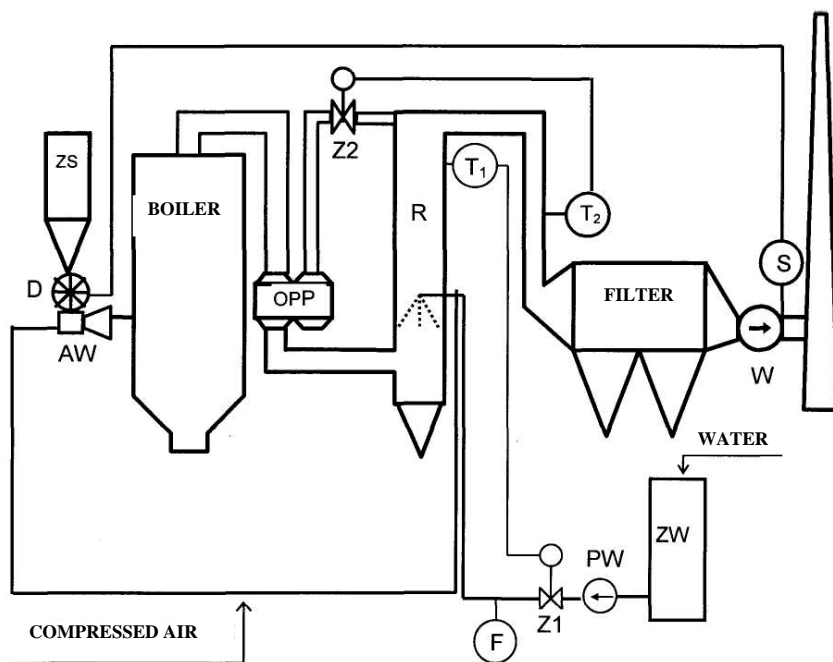 ZS
BOILER
Z2
T1
R
T2
D
OPP
FILTER
S
AW
W
WATER
ZW
PW
Z1
F
COMPRESSED AIR